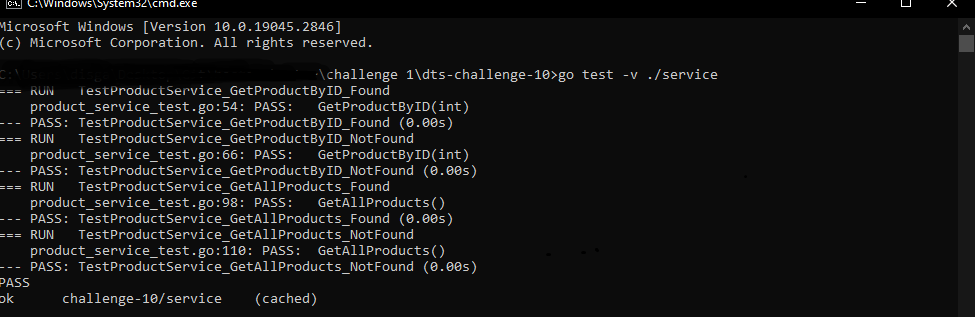 C:\Windows\System32\cmd.exe
Microsoft Windows [Version 10.0.19045.2846]
(c) Microsoft Corporation. All rights reserved.
\challenge 1\dts-challenge-10>go test -v ./service
=== RUN   TestProductService_GetProductByID_Found
    product_service_test.go:54: PASS:   GetProductByID(int)
--- PASS: TestProductService_GetProductByID_Found (0.00s)
=== RUN   TestProductService_GetProductByID_NotFound
    product_service_test.go:66: PASS:   GetProductByID(int)
--- PASS: TestProductService_GetProductByID_NotFound (0.00s)
=== RUN   TestProductService_GetAllProducts_Found
    product_service_test.go:98: PASS:   GetAllProducts()
--- PASS: TestProductService_GetAllProducts_Found (0.00s)
=== RUN   TestProductService_GetAllProducts_NotFound
    product_service_test.go:110: PASS:  GetAllProducts()
--- PASS: TestProductService_GetAllProducts_NotFound (0.00s)
PASS
ok      challenge-10/service    (cached)